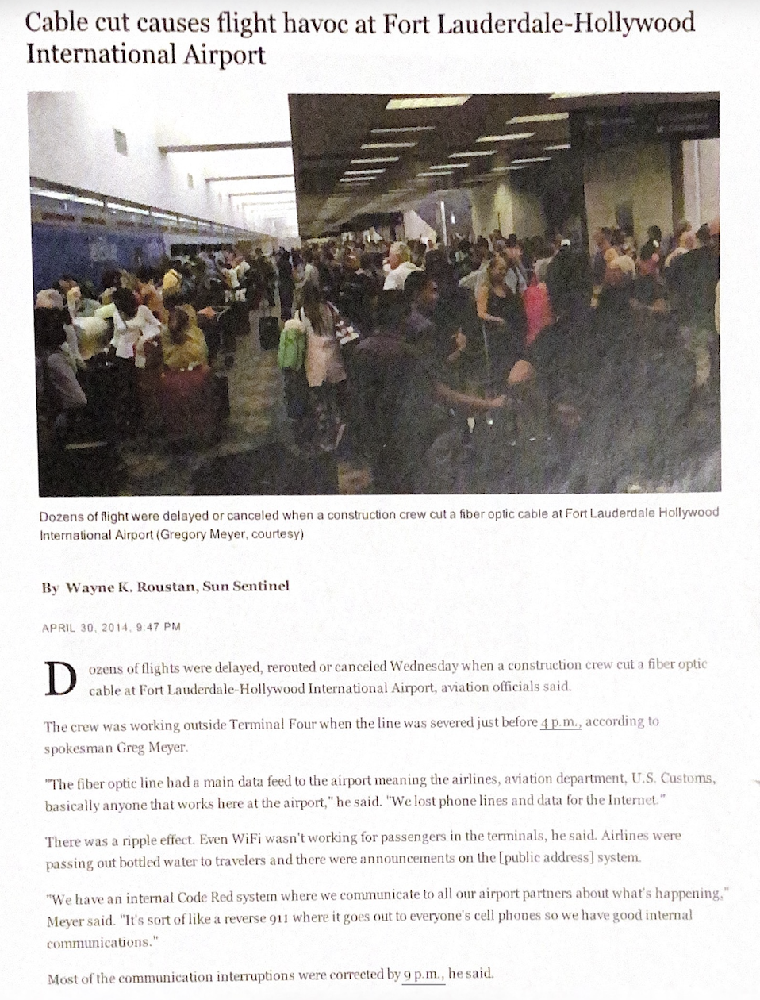 Cable cut causes flight havoc at Fort Lauderdale-Hollywood
International Airport
Dozens of flight were delayed or canceled when a construction crew cut a fiber optic cable at Fort Lauderdale Hollywood
International Airport (Gregory Meyer, courtesy)
By Wayne K. Roustan, Sun Sentinel
APRIL 30, 2014, 9:47 PM
Dozens of flights were delayed, rerouted or canceled Wednesday when a construction crew cut a fiber optic
cable at Fort Lauderdale-Hollywood International Airport, aviation officials said.
The crew was working outside Terminal Four when the line was severed just before 4 p.m., according to
spokesman Greg Meyer.
"The fiber optic line had a main data feed to the airport meaning the airlines, aviation department, U.S. Customs,
basically anyone that works here at the airport," he said. "We lost phone lines and data for the Internet."
There was a ripple effect. Even WiFi wasn't working for passengers in the terminals, he said. Airlines were
passing out bottled water to travelers and there were announcements on the [public address] system.
"We have an internal Code Red system where we communicate to all our airport partners about what's happening,"
Meyer said. "It's sort of like a reverse 911 where it goes out to everyone's cell phones so we have good internal
communications."
Most of the communication interruptions were corrected by 9 p.m., he said.